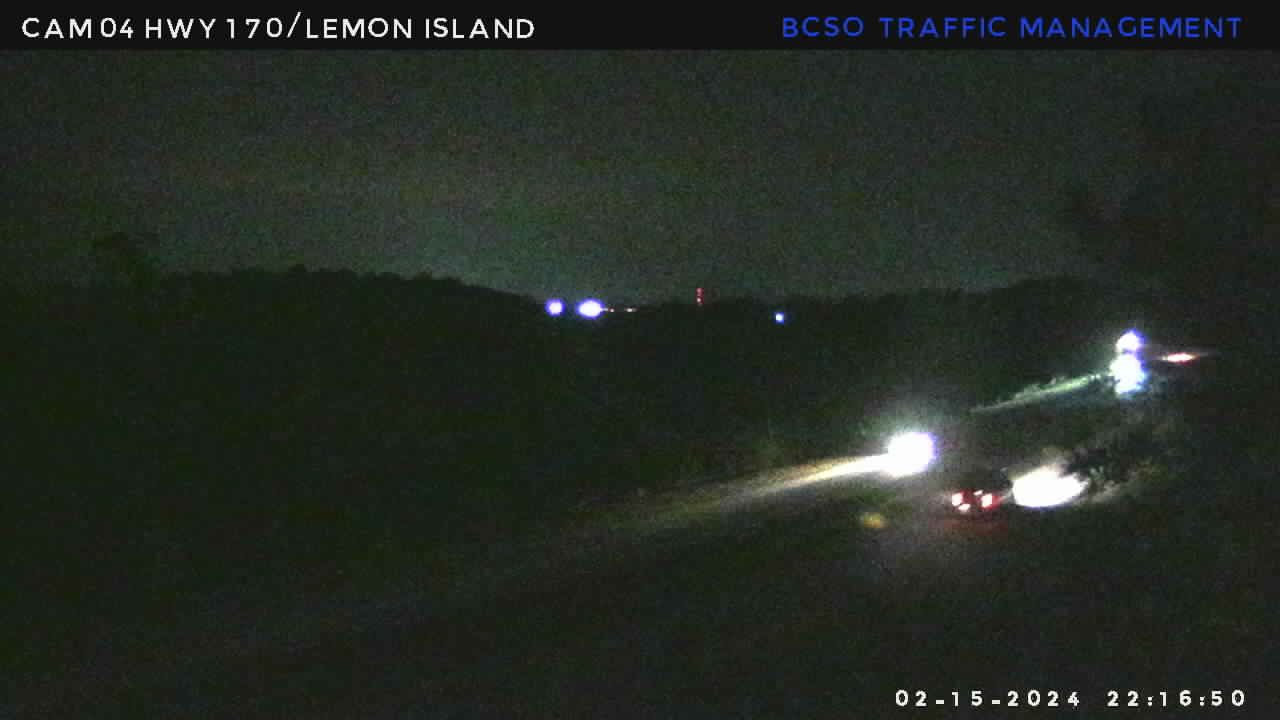 CAM04 HWY 170/LEMON ISLAND
BCSO TRAFFIC MANAGEMENT
02-15-2024 22:16:50